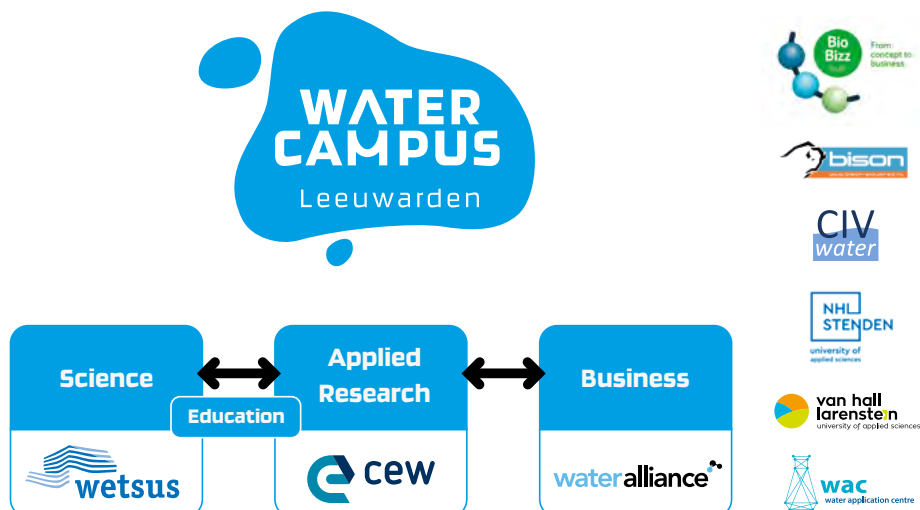 WATER
CAMPUS
Leeuwarden
Science
Applied
Research
Business
Education
wetsus
cew
wateralliance
Bio
Bizz
From
concept to
business
bison
CIV
water
NHL
STENDEN
university of
applied sciences
van hall
larenstein
university of applied sciences
wac
water application centre